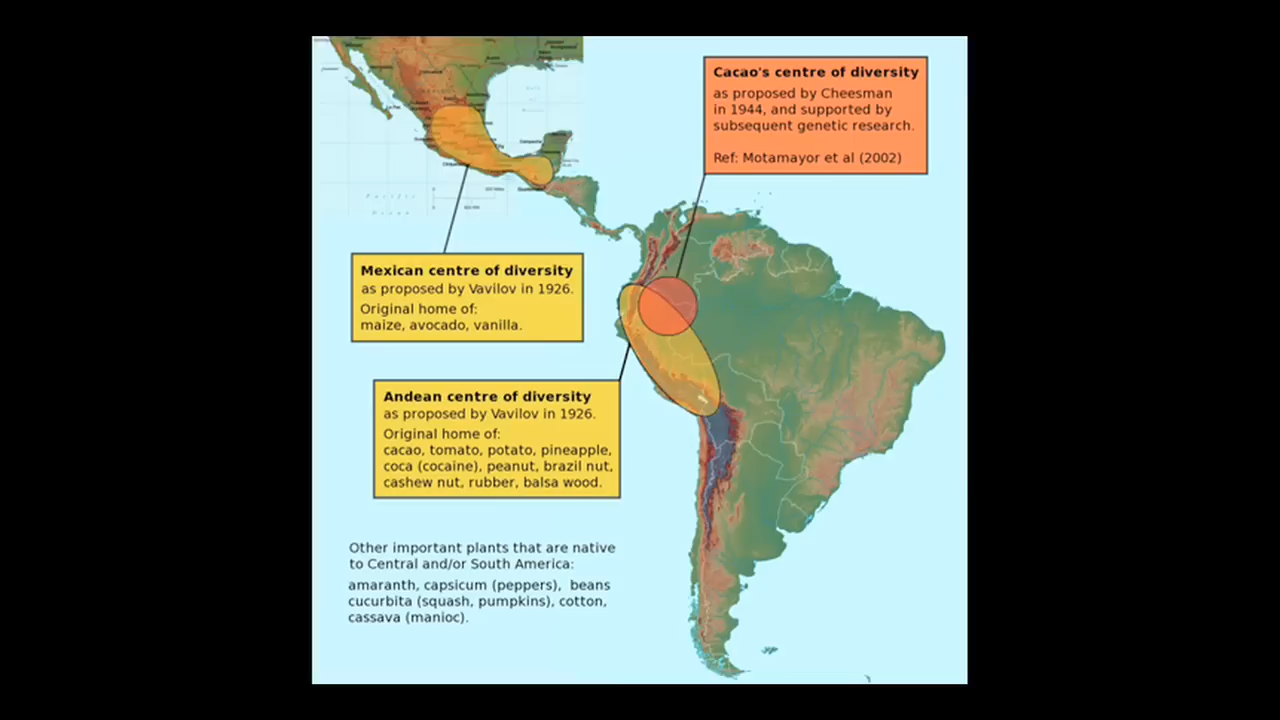 Cacao's centre of diversity
as proposed by Cheesman
in 1944, and supported by
subsequent genetic research.
Ref: Motamayor et al (2002)
Pacific
Ocean
Mexican centre of diversity
as proposed by Vavilov in 1926.
Original home of:
maize, avocado, vanilla.
Andean centre of diversity
as proposed by Vavilov in 1926.
Original home of:
cacao, tomato, potato, pineapple,
coca (cocaine), peanut, brazil nut,
cashew nut, rubber, balsa wood.
Other important plants that are native
to Central and/or South America:
amaranth, capsicum (peppers),  beans
cucurbita (squash, pumpkins), cotton,
cassava (manioc).